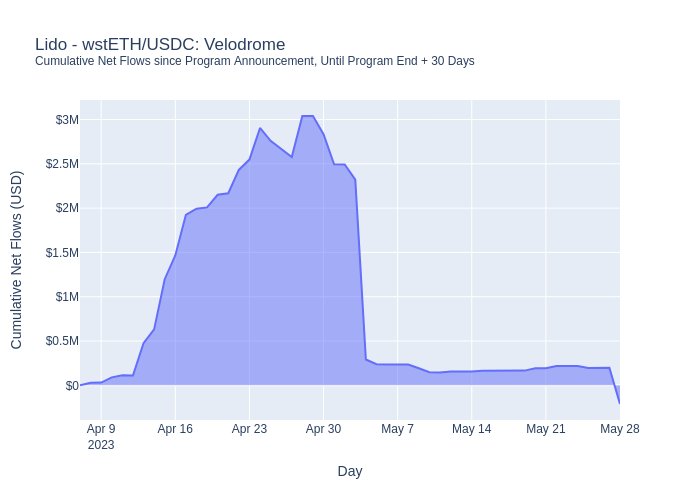 Lido - wstETH/USDC: Velodrome
Cumulative Net Flows since Program Announcement, Until Program End + 30 Days
Cumulative Net Flows (USD)
$3M
$2.5M
$2M
$1.5M
$1M
$0.5M
$0
Apr 9 Apr 16 Apr 23 Apr 30 May 7 May 14 May 21 May 28
2023
Day